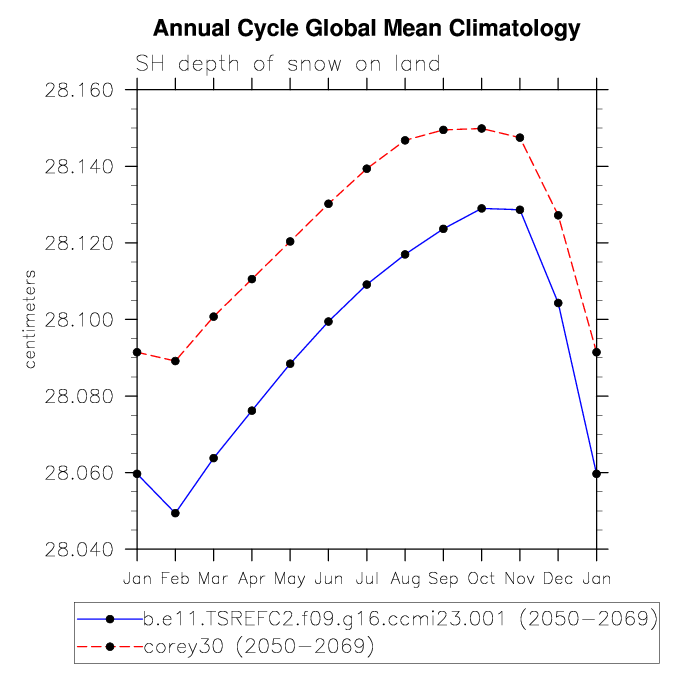 Annual Cycle Global Mean Climatology
SH depth of snow on land
28.160
28.140
28.120
28.100
28.080
28.060
28.040
centimeters
Jan Feb Mar Apr May Jun Jul Aug Sep Oct Nov Dec Jan
b.e11.TSREFC2.f09.g16.ccmi23.001 (2050−2069)
corey30 (2050−2069)